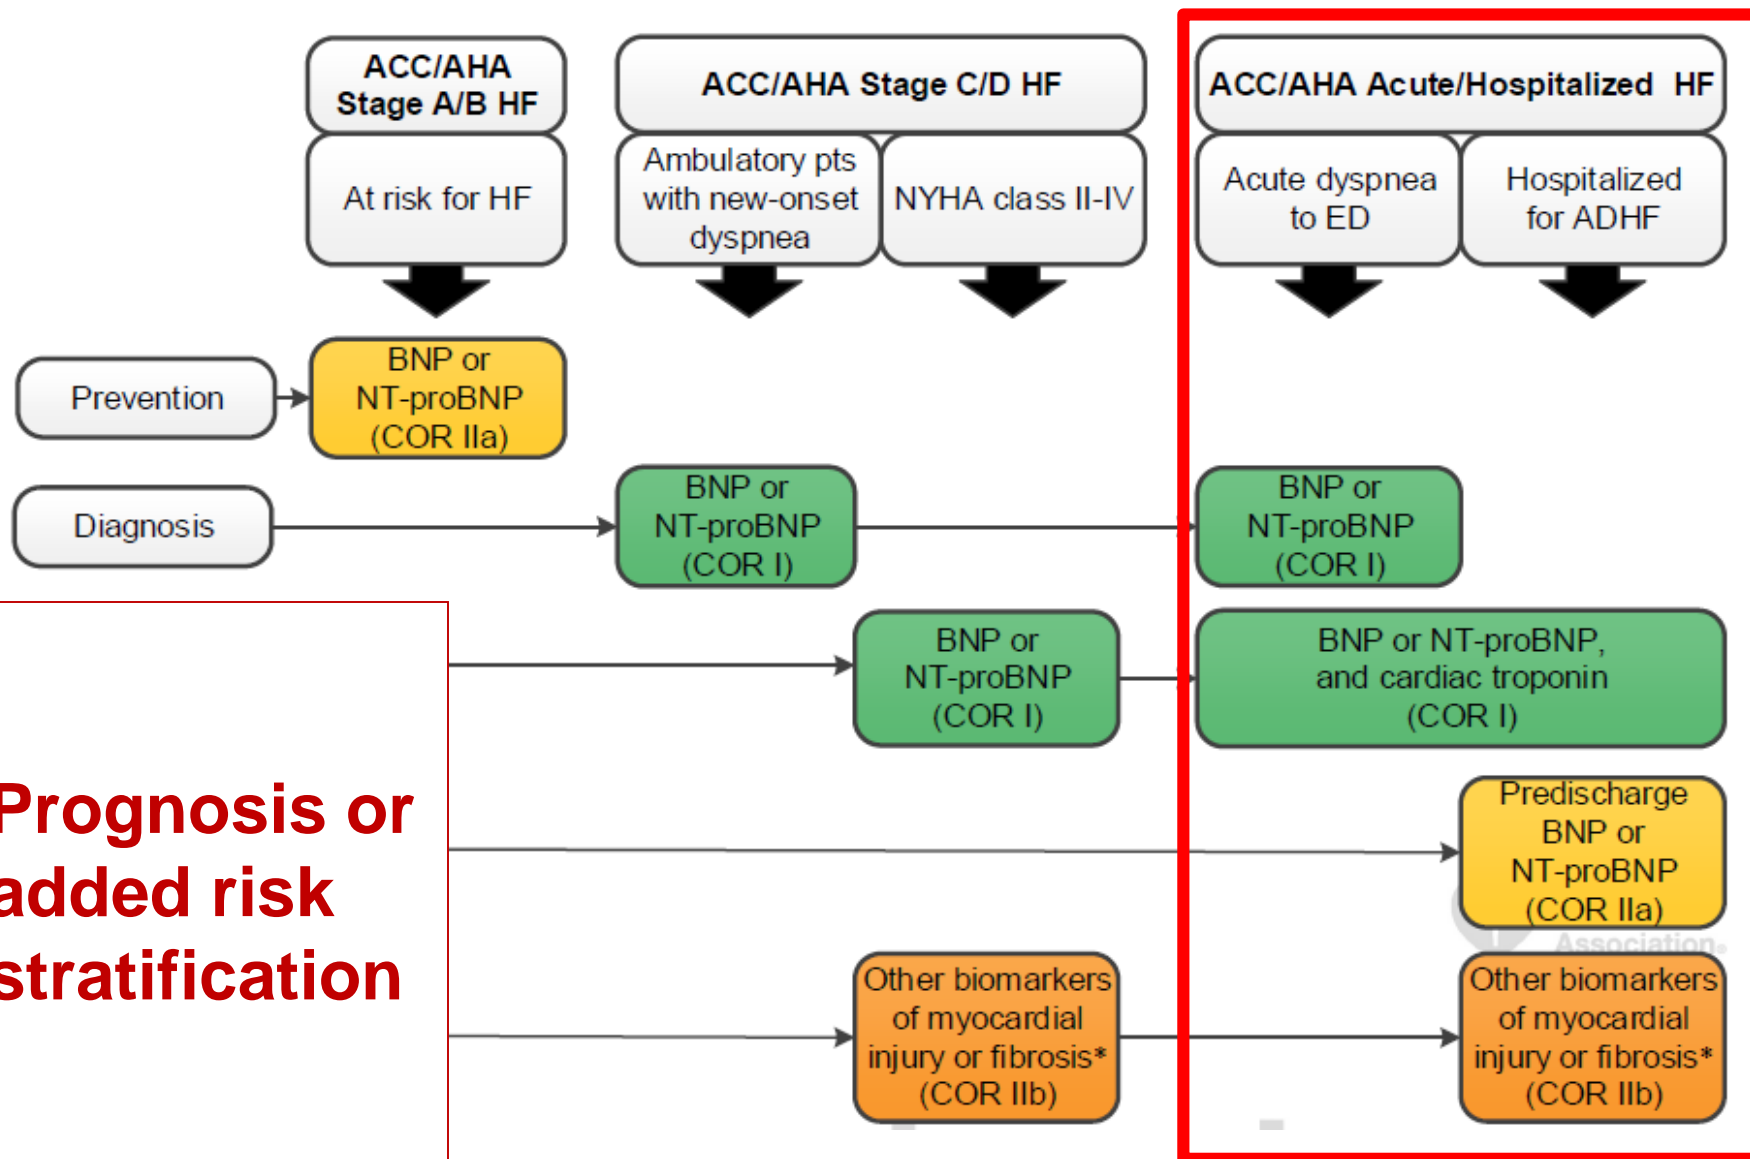 ACC/AHA
Stage A/B HF
ACC/AHA Stage C/D HF
ACC/AHA Acute/Hospitalized HF
At risk for HF
Ambulatory pts
with new-onset
dyspnea
NYHA class II-IV
Acute dyspnea
to ED
Hospitalized
for ADHF
Prevention
BNP or
NT-proBNP
(COR IIa)
Diagnosis
BNP or
NT-proBNP
(COR I)
BNP or
NT-proBNP
(COR I)
Prognosis or
added risk
stratification
BNP or
NT-proBNP
(COR I)
BNP or NT-proBNP,
and cardiac troponin
(COR I)
Predischarge
BNP or
NT-proBNP
(COR IIa)
Association
Other biomarkers
of myocardial
injury or fibrosis*
(COR IIb)
Other biomarkers
of myocardial
injury or fibrosis*
(COR IIb)